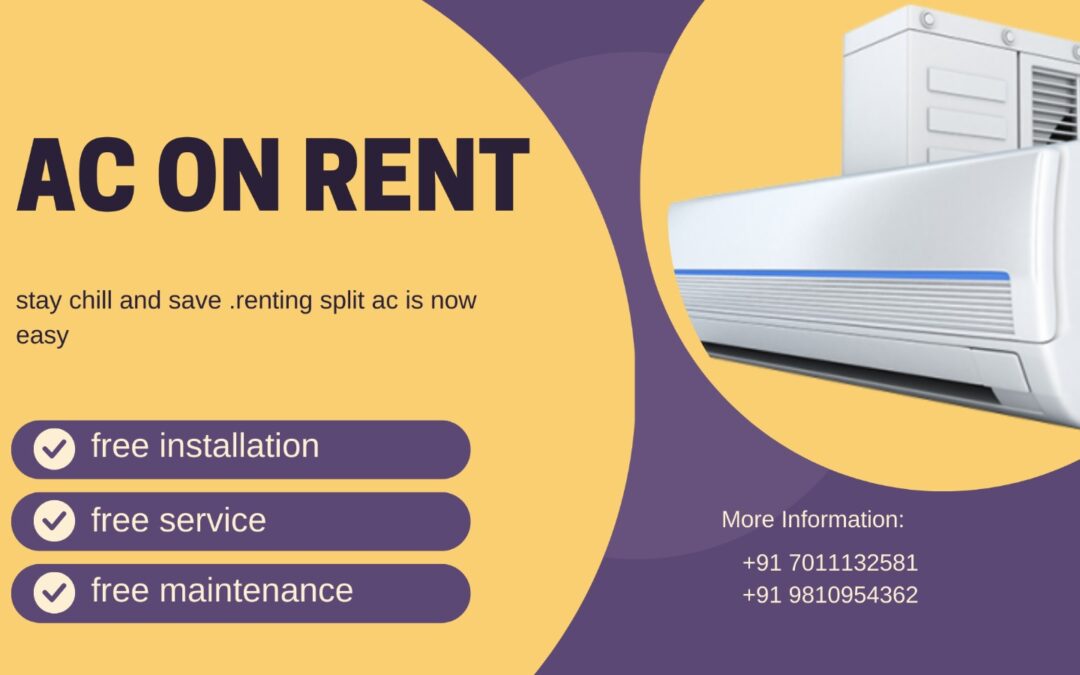 AC ON RENT
stay chill and save .renting split ac is now
easy
free installation
free service
free maintenance
More Information:
+91 7011132581
+91 9810954362